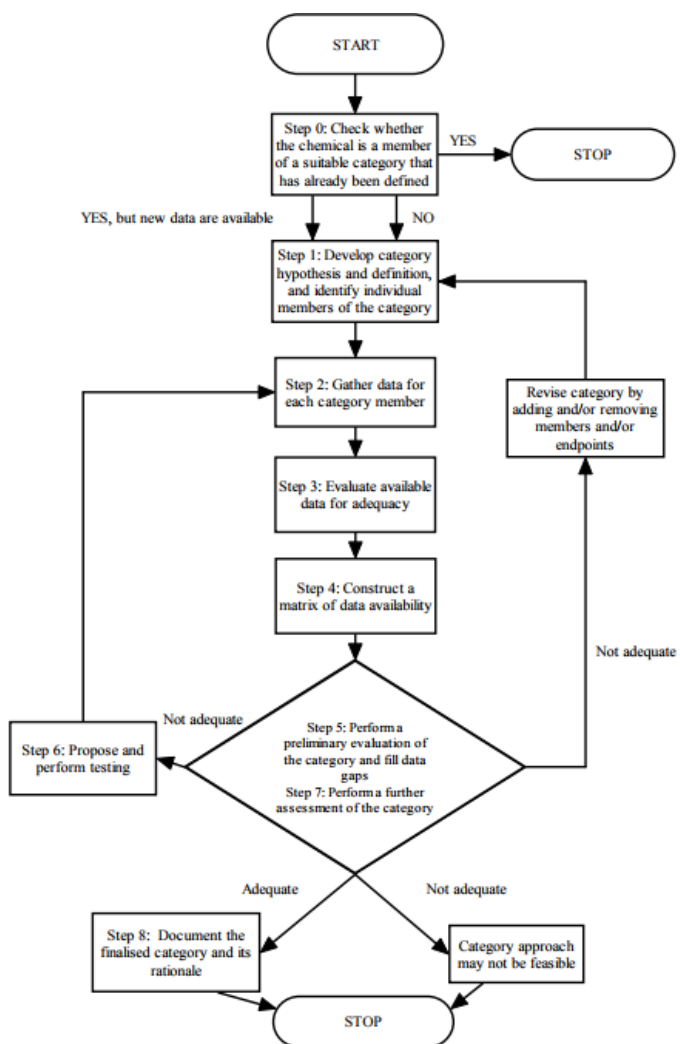 START
Step 0: Check whether
the chemical is a member
of a suitable category that
has already been defined
YES
STOP
YES, but new data are available
NO
Step 1: Develop category
hypothesis and definition,
and identify individual
members of the category
Step 2: Gather data for
each category member
Revise category by
adding and/or removing
members and/or
endpoints
Step 3: Evaluate available
data for adequacy
Step 4: Construct a
matrix of data availability
Not adequate
Not adequate
Step 6: Propose and
perform testing
Step 5: Perform a
preliminary evaluation of
the category and fill data
gaps
Step 7: Perform a further
assessment of the category
Adequate
Not adequate
Step 8: Document the
finalised category and its
rationale
Category approach
may not be feasible
STOP